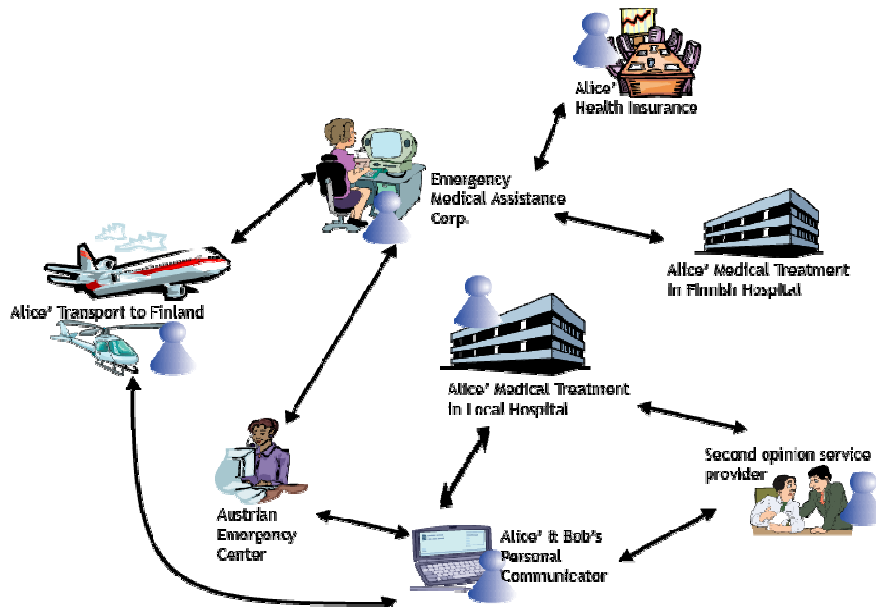 Alice'
Health Insurance
Emergency
Medical Assistance
Corp.
Alice' Medical Treatment
in Finnish Hospital
Alice' Transport to Finland
Alice' Medical Treatment
in Local Hospital
Second opinion service
provider
Austrian
Emergency
Center
Alice' & Bob's
Personal
Communicator